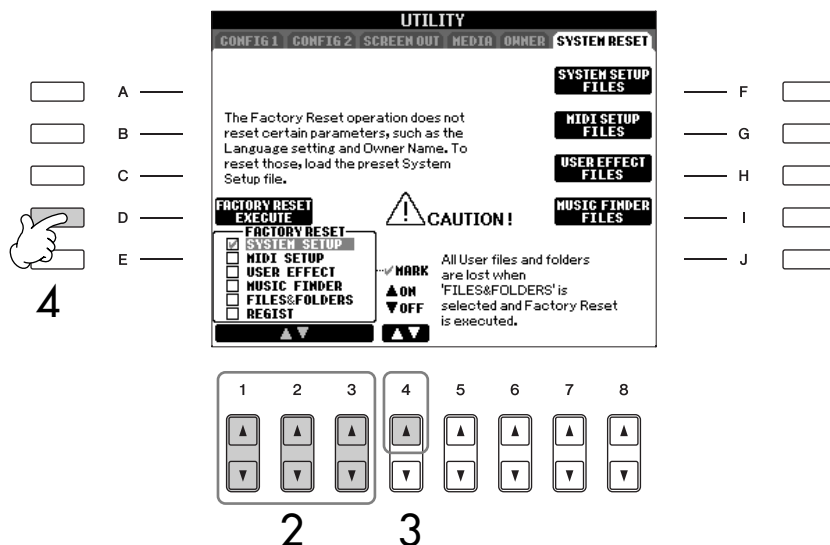 UTILITY
CONFIG 1 CONFIG 2 SCREEN OUT MEDIA OWNER SYSTEM RESET
SYSTEM SETUP
FILES
A
F
The Factory Reset operation does not
reset certain parameters, such as the
Language setting and Owner Name. To
reset those, load the preset System
Setup file.
MIDI SETUP
FILES
B
G
USER EFFECT
FILES
C
H
FACTORY RESET
EXECUTE
CAUTION!
MUSIC FINDER
FILES
D
I
FACTORY RESET
SYSTEM SETUP
MIDI SETUP
USER EFFECT
MUSIC FINDER
FILES&FOLDERS
REGIST
MARK
▲ON
▼OFF
All User files and folders
are lost when
'FILES&FOLDERS' is
selected and Factory Reset
is executed.
E
J
4
▲▼ ▲▼
1 2 3 4 5 6 7 8
▲ ▲ ▲ ▲ ▲ ▲ ▲ ▲
▼ ▼ ▼ ▼ ▼ ▼ ▼ ▼
2 3